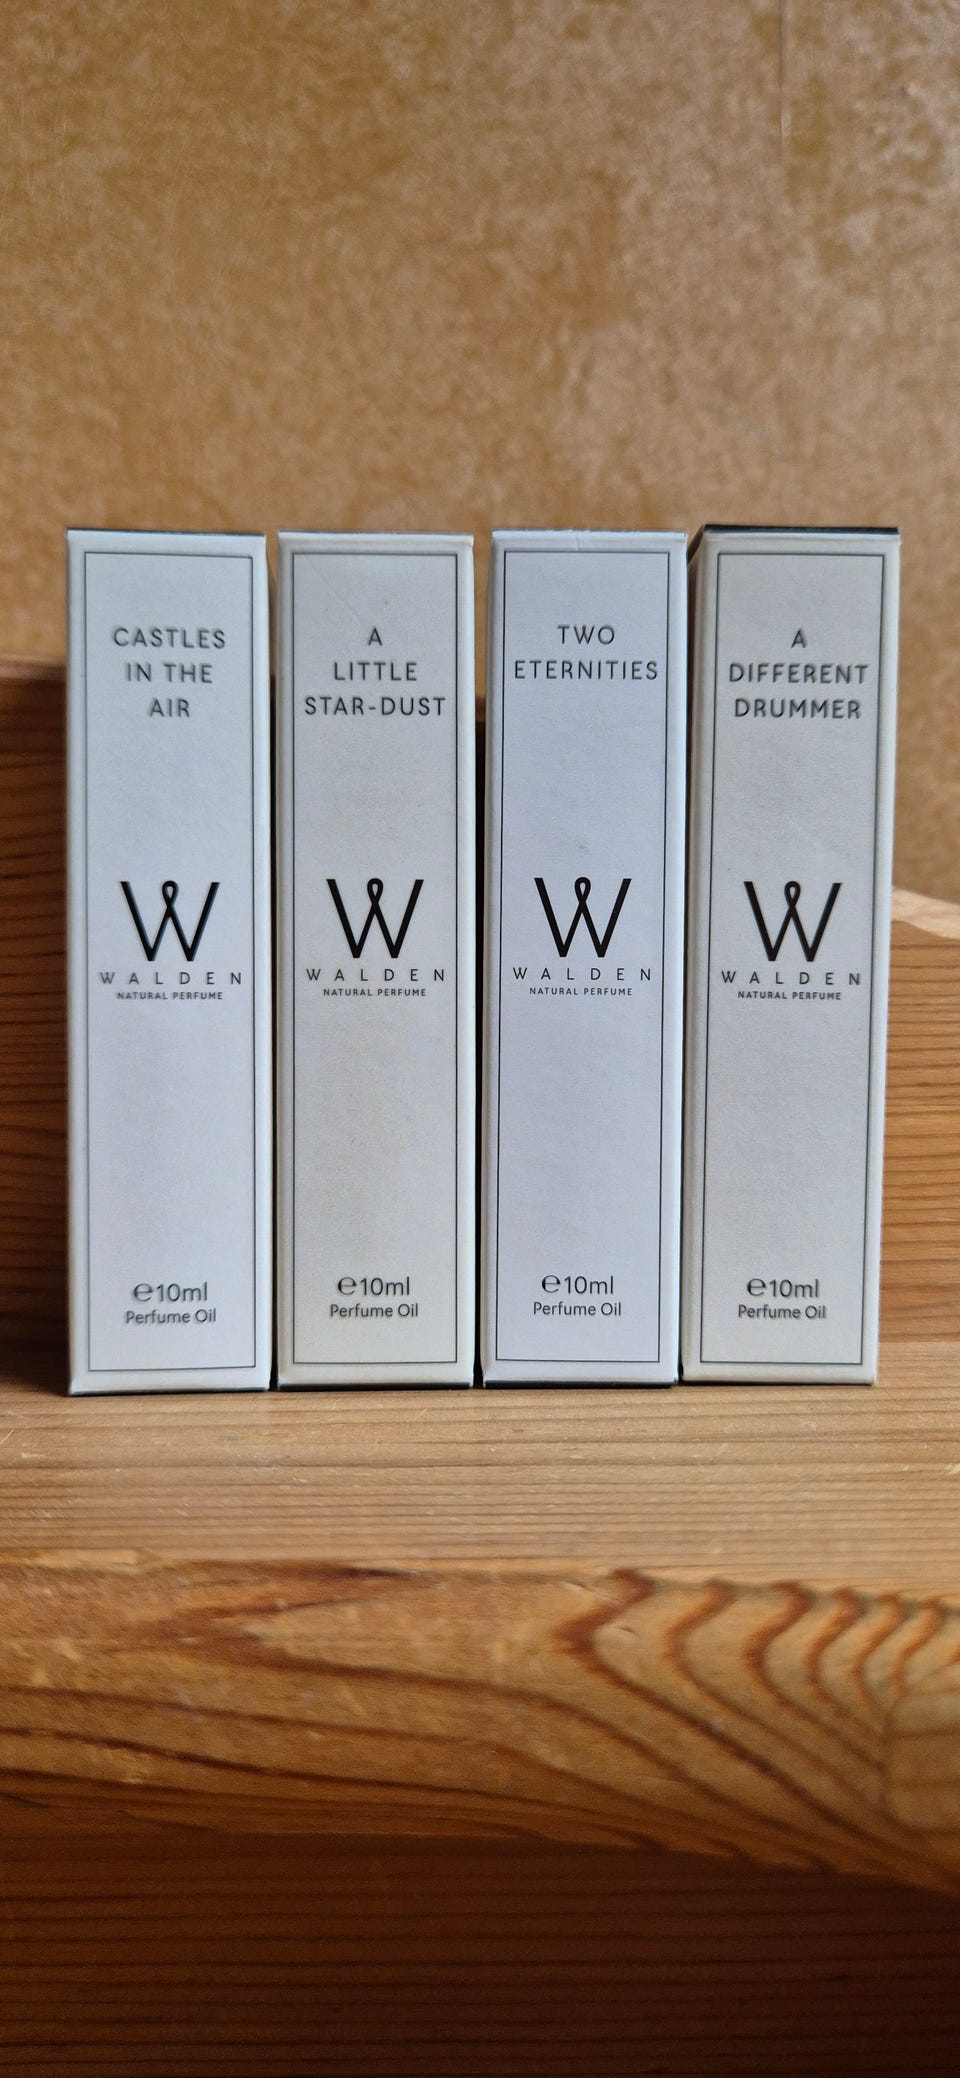 CASTLES
IN THE
AIR
W
WALDEN
NATURAL PERFUME
℮10ml
Perfume Oil
A
LITTLE
STAR-DUST
W
WALDEN
NATURAL PERFUME
℮10ml
Perfume Oil
TWO
ETERNITIES
W
WALDEN
NATURAL PERFUME
℮10ml
Perfume Oil
A
DIFFERENT
DRUMMER
W
WALDEN
NATURAL PERFUME
℮10ml
Perfume Oil